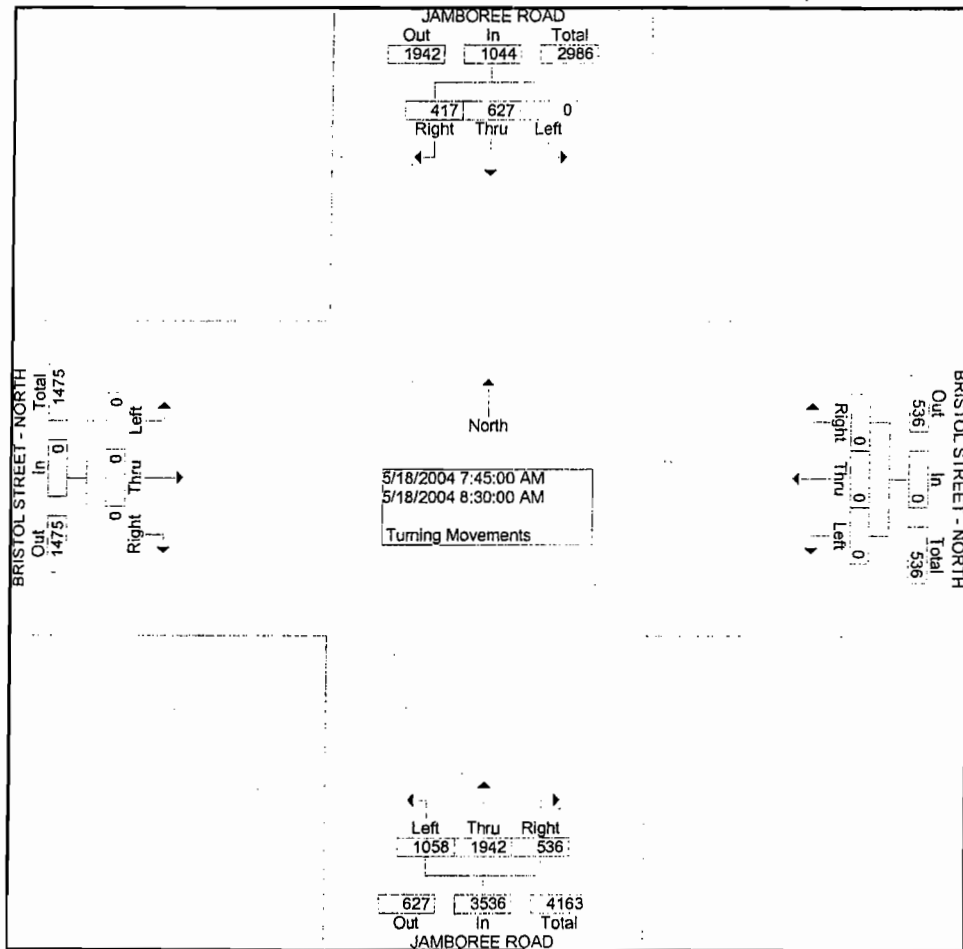 JAMBOREE ROAD
Out In Total
1942 1044 2986
417 627 0
Right Thru Left
BRISTOL STREET - NORTH
Out In Total
1475 0 1475
0 0 0
Right Thru Left
North
5/18/2004 7:45:00 AM
5/18/2004 8:30:00 AM
Turning Movements
Right Thru Left
0 0 0
Out In Total
536 0 536
BRISTOL STREET - NORTH
Left Thru Right
1058 1942 536
627 3536 4163
Out In Total
JAMBOREE ROAD